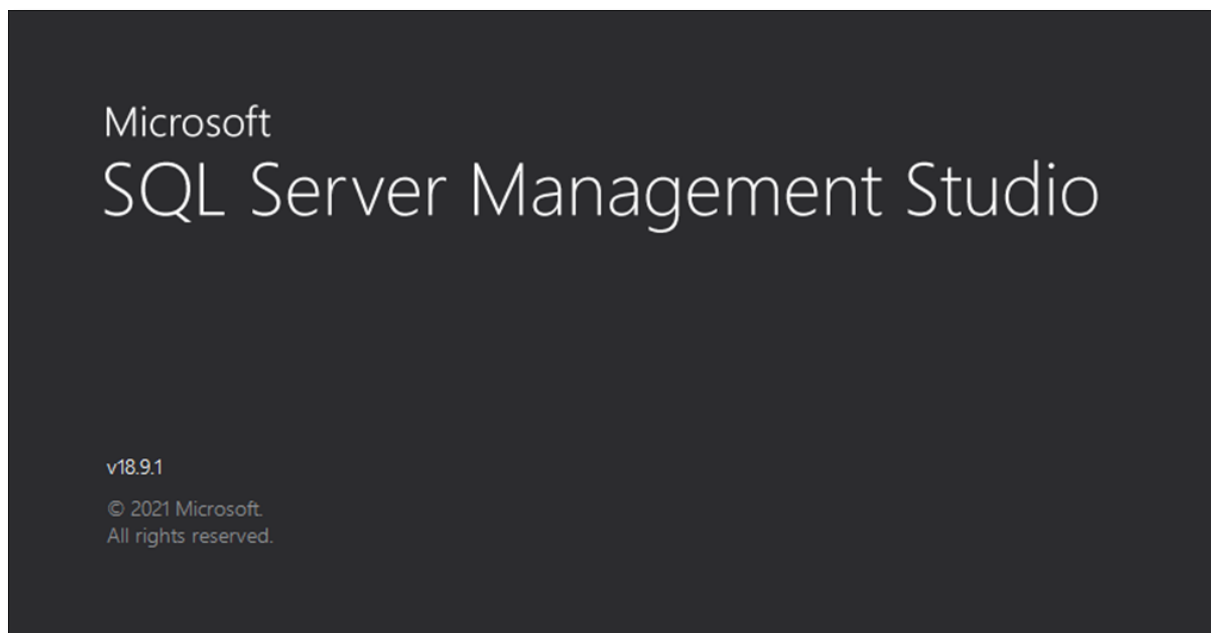 Microsoft
SQL Server Management Studio
v18.9.1
© 2021 Microsoft.
All rights reserved.